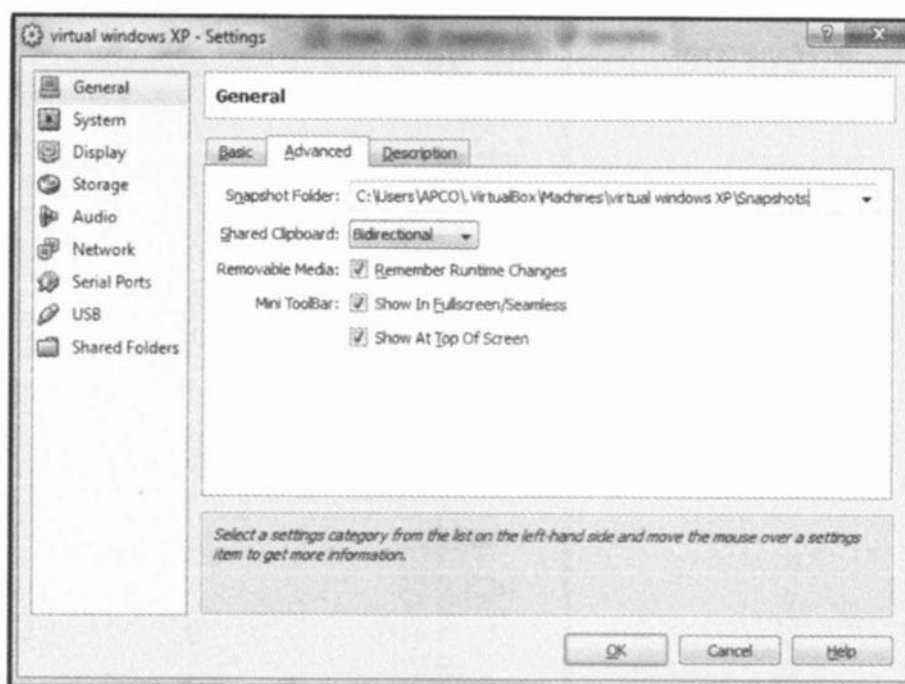 virtual windows XP - Settings
General
System
Display
Storage
Audio
Network
Serial Ports
USB
Shared Folders
General
Basic Advanced Description
Snapshot Folder: C:\Users\APCO\.VirtualBox\Machines\virtual windows XP\Snapshots
Shared Clipboard: Bidirectional
Removable Media: Remember Runtime Changes
Mini ToolBar: Show In Fullscreen/Seamless
Show At Top Of Screen
Select a settings category from the list on the left-hand side and move the mouse over a settings
item to get more information.
OK Cancel Help